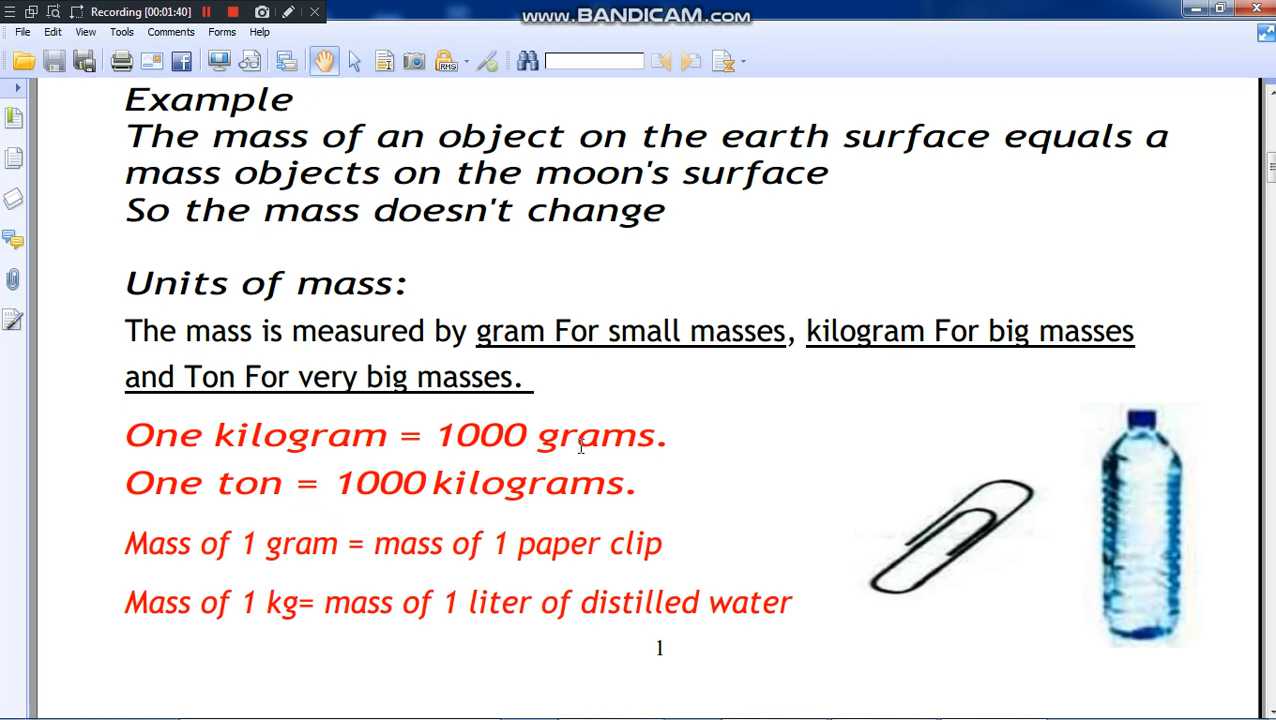 Recording [00:01:40]
www.BANDICAM.com
File Edit View Tools Comments Forms Help
RMS
Example
The mass of an object on the earth surface equals a
mass objects on the moon's surface
So the mass doesn't change
Units of mass:
The mass is measured by gram For small masses, kilogram For big masses
and Ton For very big masses.
One kilogram = 1000 grams.
One ton = 1000 kilograms.
Mass of 1 gram = mass of 1 paper clip
Mass of 1 kg= mass of 1 liter of distilled water
1